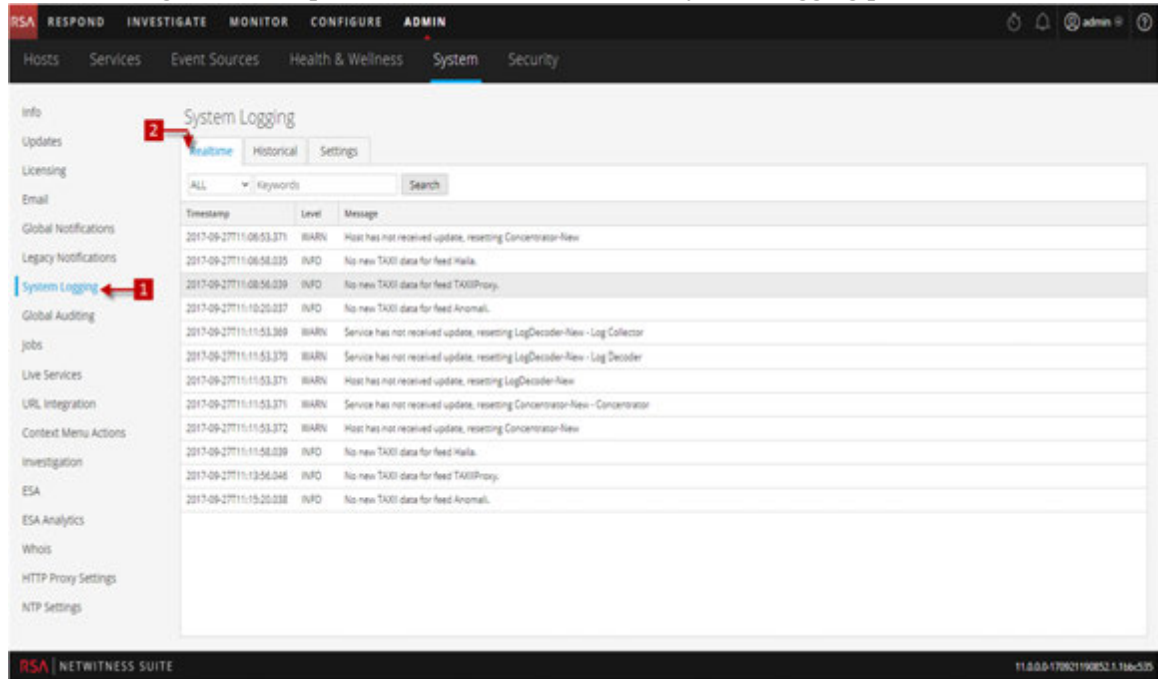 RSA RESPOND INVESTIGATE MONITOR CONFIGURE ADMIN admin
Hosts Services Event Sources Health & Wellness System Security
Info
Updates
Licensing
Email
Global Notifications
Legacy Notifications
System Logging
Global Auditing
Jobs
Live Services
URL Integration
Context Menu Actions
Investigation
ESA
ESA Analytics
Whois
HTTP Proxy Settings
NTP Settings
1
2
System Logging
Realtime Historical Settings
ALL Keywords Search
Timestamp Level Message
2017-09-27T11:06:53.371 WARN Host has not received update, resetting Concentrator-New
2017-09-27T11:06:58.035 INFO No new TAXII data for feed Haila.
2017-09-27T11:08:56.039 INFO No new TAXII data for feed TAXIIProxy.
2017-09-27T11:10:20.037 INFO No new TAXII data for feed Anomali.
2017-09-27T11:11:53.369 WARN Service has not received update, resetting LogDecoder-New - Log Collector
2017-09-27T11:11:53.370 WARN Service has not received update, resetting LogDecoder-New - Log Decoder
2017-09-27T11:11:53.371 WARN Host has not received update, resetting LogDecoder-New
2017-09-27T11:11:53.371 WARN Service has not received update, resetting Concentrator-New - Concentrator
2017-09-27T11:11:53.372 WARN Host has not received update, resetting Concentrator-New
2017-09-27T11:11:58.039 INFO No new TAXII data for feed Haila.
2017-09-27T11:13:56.046 INFO No new TAXII data for feed TAXIIProxy.
2017-09-27T11:15:20.038 INFO No new TAXII data for feed Anomali.
RSA NETWITNESS SUITE 11.0.0.0-170921190852.1.1b6c535